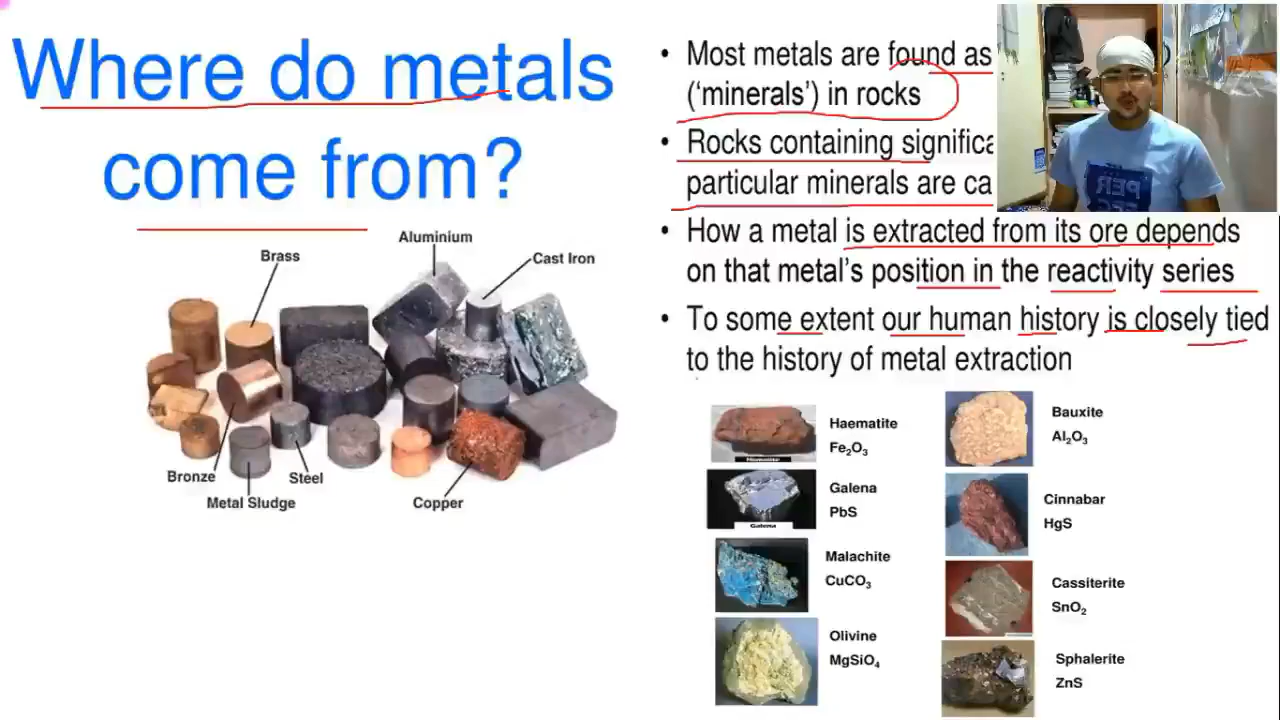 Where do metals
come from?
Aluminium
Brass
Cast Iron
Bronze
Steel
Metal Sludge
Copper
• Most metals are found as
(‘minerals’) in rocks
• Rocks containing
particular minerals are
• How a metal is extracted from its ore depends
on that metal's position in the reactivity series
• To some extent our human history is closely tied
to the history of metal extraction
Haematite
Fe₂O₃
Galena
PbS
Galena
Malachite
CuCO₃
Olivine
MgSiO₄
Bauxite
Al₂O₃
Cinnabar
HgS
Cassiterite
SnO₂
Sphalerite
ZnS